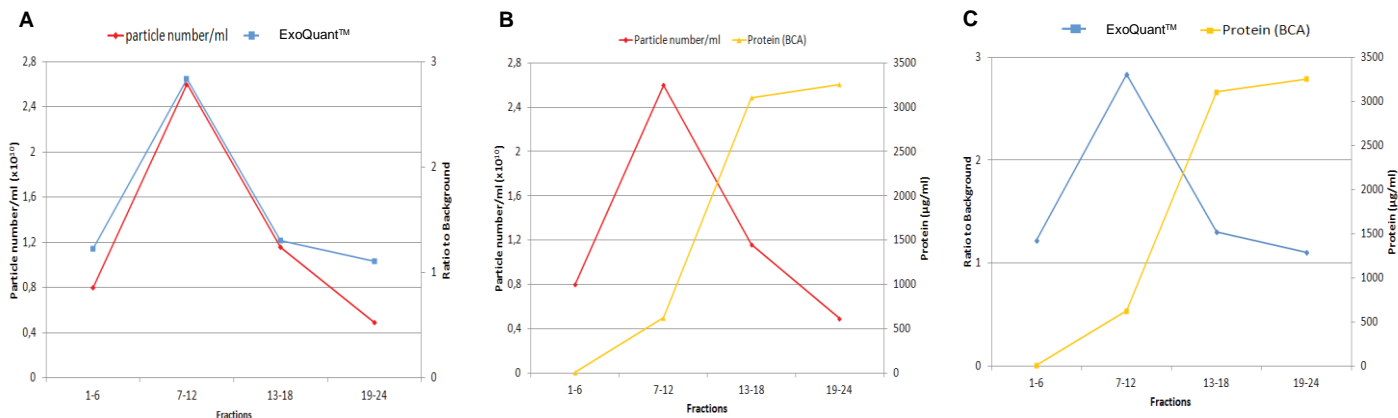 A
particle number/ml
ExoQuant™
Particle number/ml (x10¹⁰)
2,8
2,4
2
1,6
1,2
0,8
0,4
0
3
2
1
0
Ratio to Background
1-6
7-12
13-18
19-24
Fractions
B
Particle number/ml
Protein (BCA)
Particle number/ml (x10¹⁰)
2,8
2,4
2
1,6
1,2
0,8
0,4
0
3500
3000
2500
2000
1500
1000
500
0
Protein (µg/ml)
1-6
7-12
13-18
19-24
Fractions
C
ExoQuant™
Protein (BCA)
Ratio to Background
3
2
1
0
3500
3000
2500
2000
1500
1000
500
0
Protein (µg/ml)
1-6
7-12
13-18
19-24
Fractions